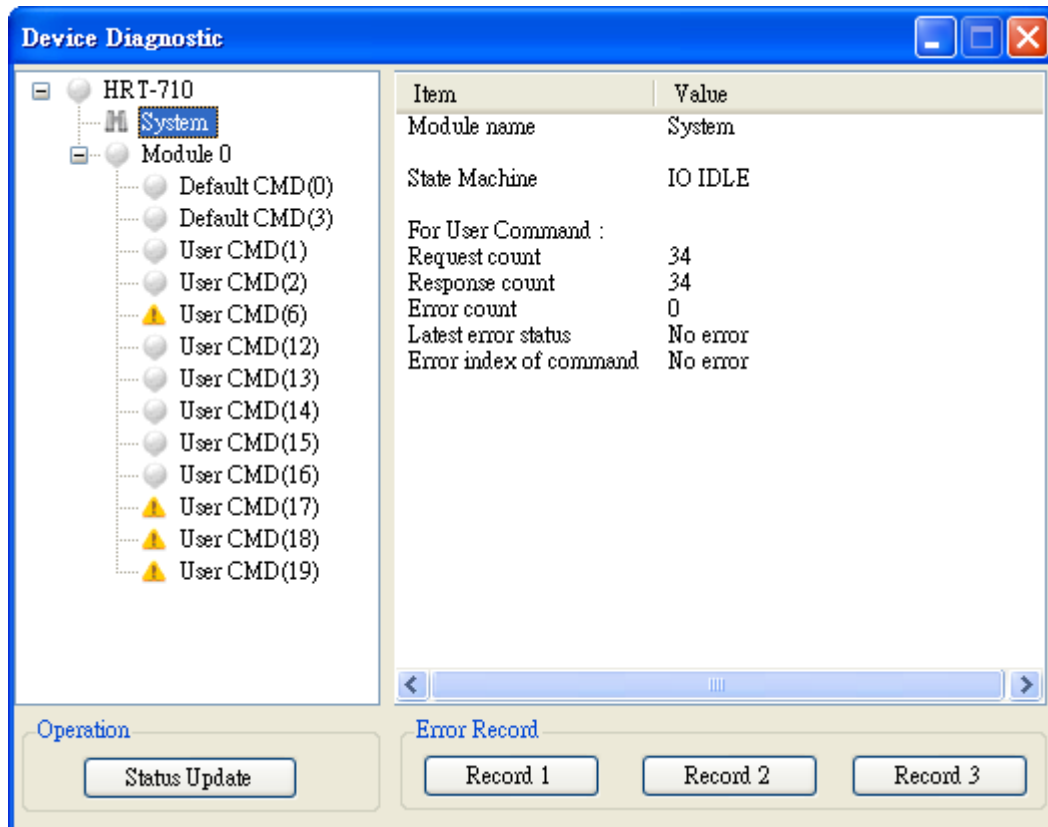 Device Diagnostic
HRT-710
System
Module 0
Default CMD(0)
Default CMD(3)
User CMD(1)
User CMD(2)
User CMD(6)
User CMD(12)
User CMD(13)
User CMD(14)
User CMD(15)
User CMD(16)
User CMD(17)
User CMD(18)
User CMD(19)
Item Value
Module name System
State Machine IO IDLE
For User Command :
Request count 34
Response count 34
Error count 0
Latest error status No error
Error index of command No error
Operation
Status Update
Error Record
Record 1 Record 2 Record 3